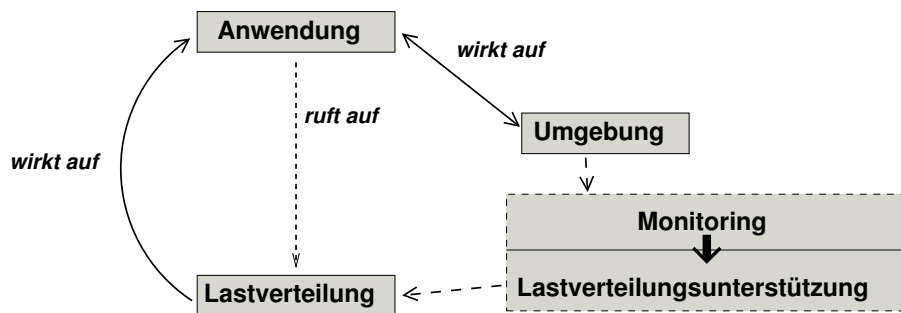 Anwendung
wirkt auf
ruft auf
Umgebung
wirkt auf
Monitoring
Lastverteilung
Lastverteilungsunterstützung